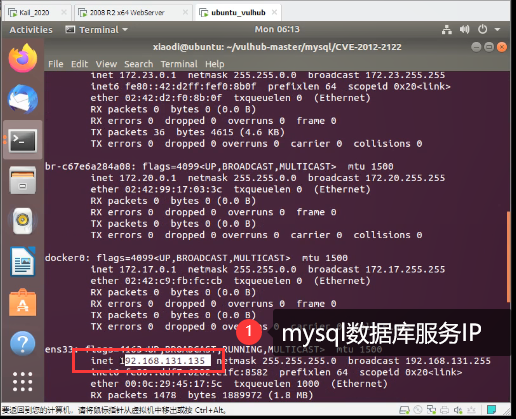 Kali_2020 2008 R2 x64 WebServer ubuntu_vulhub
Activities Terminal Mon 06:13
xiaodi@ubuntu: ~/vulhub-master/mysql/CVE-2012-2122
File Edit View Search Terminal Help
inet 172.23.0.1 netmask 255.255.0.0 broadcast 172.23.255.255
inet6 fe80::42:d2ff:fef0:8b0f prefixlen 64 scopeid 0x20<link>
ether 02:42:d2:f0:8b:0f txqueuelen 0 (Ethernet)
RX packets 0 bytes 0 (0.0 B)
RX errors 0 dropped 0 overruns 0 frame 0
TX packets 36 bytes 4615 (4.6 KB)
TX errors 0 dropped 0 overruns 0 carrier 0 collisions 0
br-c67e6a284a08: flags=4099<UP,BROADCAST,MULTICAST> mtu 1500
inet 172.20.0.1 netmask 255.255.0.0 broadcast 172.20.255.255
ether 02:42:99:17:03:3c txqueuelen 0 (Ethernet)
RX packets 0 bytes 0 (0.0 B)
RX errors 0 dropped 0 overruns 0 frame 0
TX packets 0 bytes 0 (0.0 B)
TX errors 0 dropped 0 overruns 0 carrier 0 collisions 0
docker0: flags=4099<UP,BROADCAST,MULTICAST> mtu 1500
inet 172.17.0.1 netmask 255.255.0.0 broadcast 172.17.255.255
ether 02:42:c9:fb:fc:cb txqueuelen 0 (Ethernet)
RX packets 0 bytes 0 (0.0 B)
RX errors 0 dropped 0 overruns 0 frame 0
TX packets 0 bytes 0 (0.0 B)
TX errors 0 dropped 0
1 mysql数据库服务IP
ens33: flags=4163<UP,BROADCAST,RUNNING,MULTICAST> mtu 1500
inet 192.168.131.135 netmask 255.255.255.0 broadcast 192.168.131.255
prefixlen 64 scopeid 0x20<link>
ether 00:0c:29:45:17:5c txqueuelen 1000 (Ethernet)
RX packets 1478 bytes 1889972 (1.8 MB)
要返回到您的计算机，请将鼠标指针从虚拟机中移出或按 Ctrl+Alt。